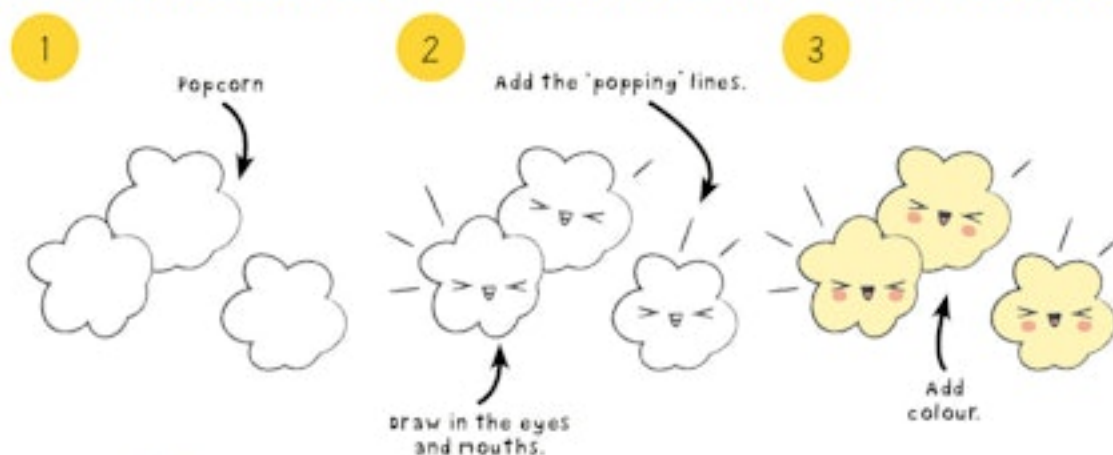 1
Popcorn
2
Add the 'popping' lines.
Draw in the eyes
and mouths.
3
Add
colour.